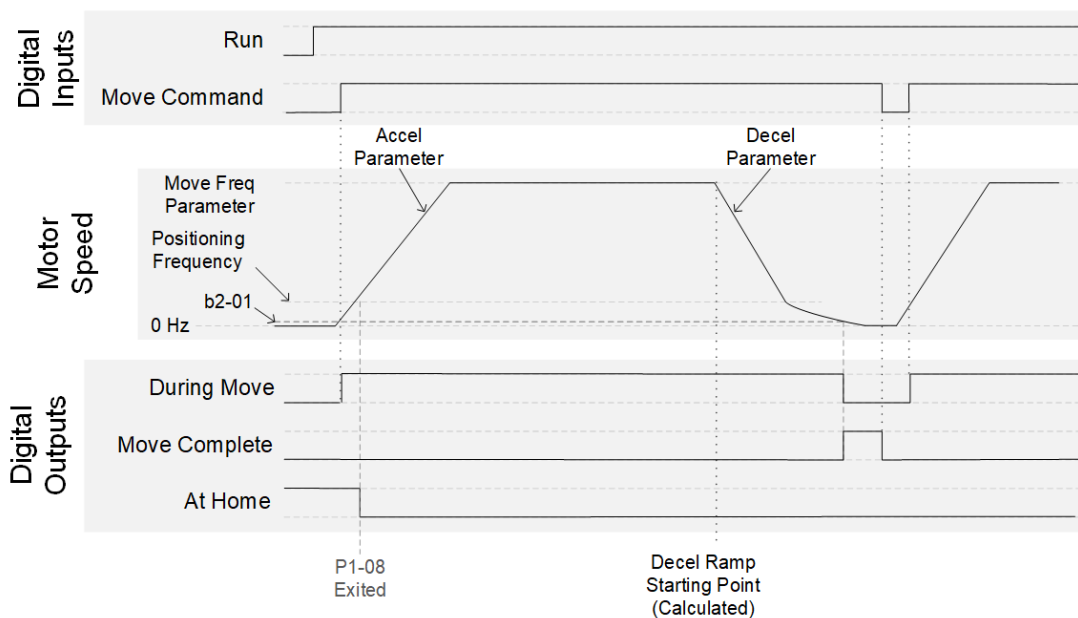 Digital
Inputs
Run
Move Command
Accel
Parameter
Decel
Parameter
Motor
Speed
Move Freq
Parameter
Positioning
Frequency
b2-01
0 Hz
Digital
Outputs
During Move
Move Complete
At Home
P1-08
Exited
Decel Ramp
Starting Point
(Calculated)